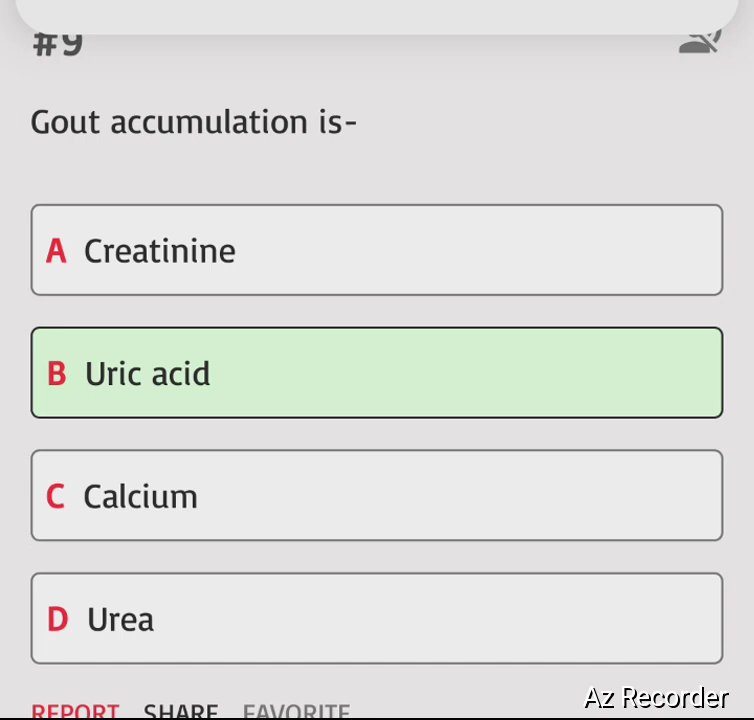 #9
Gout accumulation is-
A Creatinine
B Uric acid
C Calcium
D Urea
REPORT SHARE FAVORITE
Az Recorder